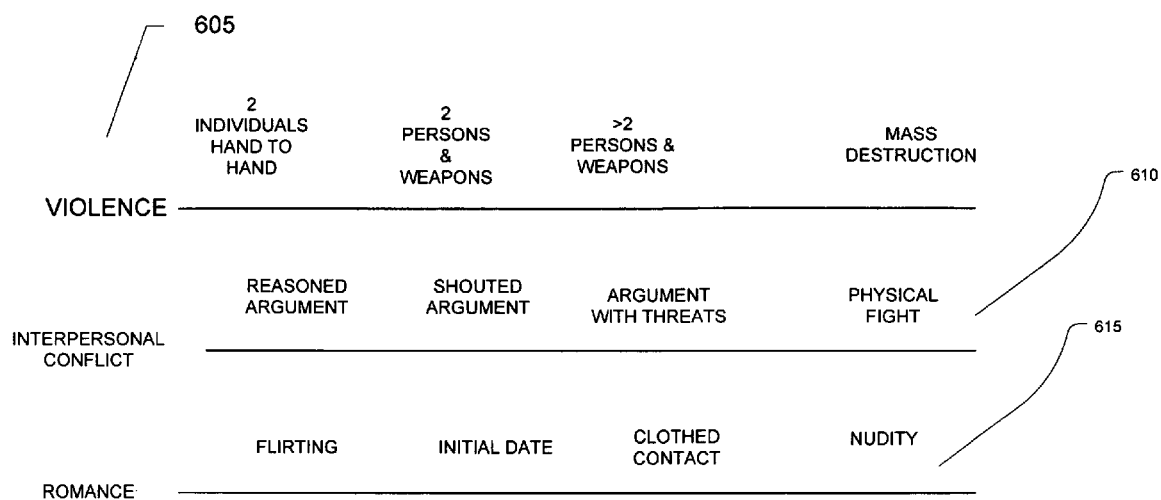 605
2
INDIVIDUALS
HAND TO
HAND
2
PERSONS
&
WEAPONS
>2
PERSONS &
WEAPONS
MASS
DESTRUCTION
610
VIOLENCE
REASONED
ARGUMENT
SHOUTED
ARGUMENT
ARGUMENT
WITH THREATS
PHYSICAL
FIGHT
INTERPERSONAL
CONFLICT
615
FLIRTING
INITIAL DATE
CLOTHED
CONTACT
NUDITY
ROMANCE